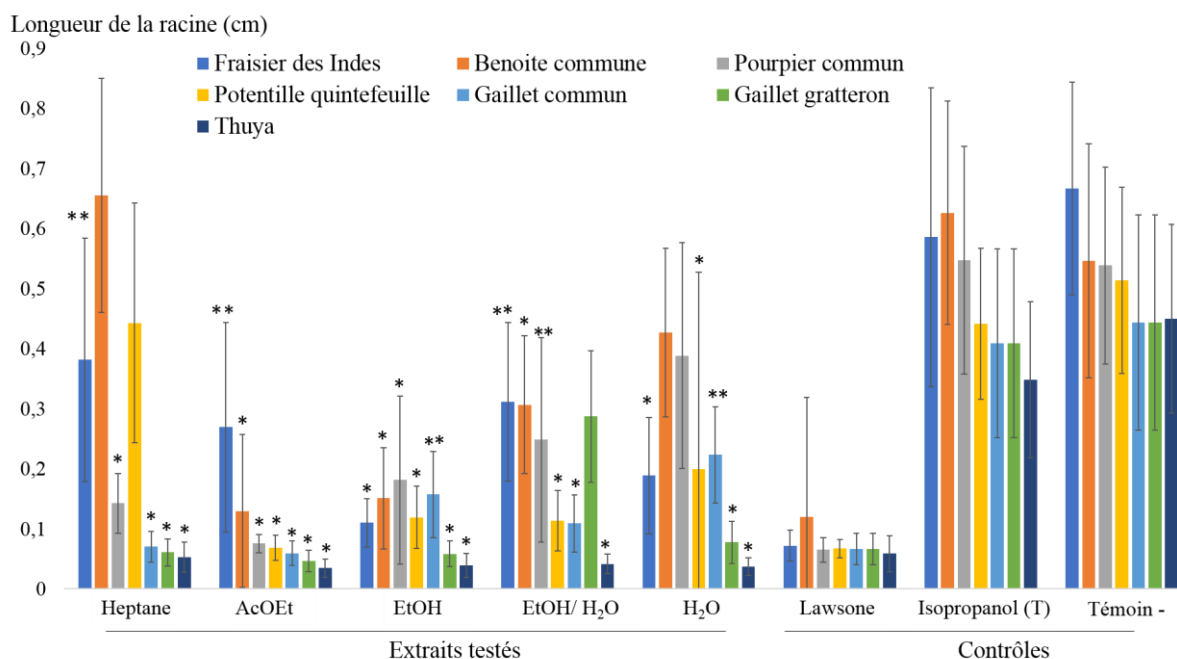 Longueur de la racine (cm)
0,9
0,8
0,7
0,6
0,5
0,4
0,3
0,2
0,1
0
Fraisier des Indes Benoite commune Pourpier commun
Potentille quintefeuille Gaillet commun Gaillet gratteron
Thuya
** * * * *
** * * * * * *
* * * * ** * *
** * ** * * *
* * ** * *
Heptane AcOEt EtOH EtOH/ H₂O H₂O Lawsone Isopropanol (T) Témoin -
Extraits testés Contrôles